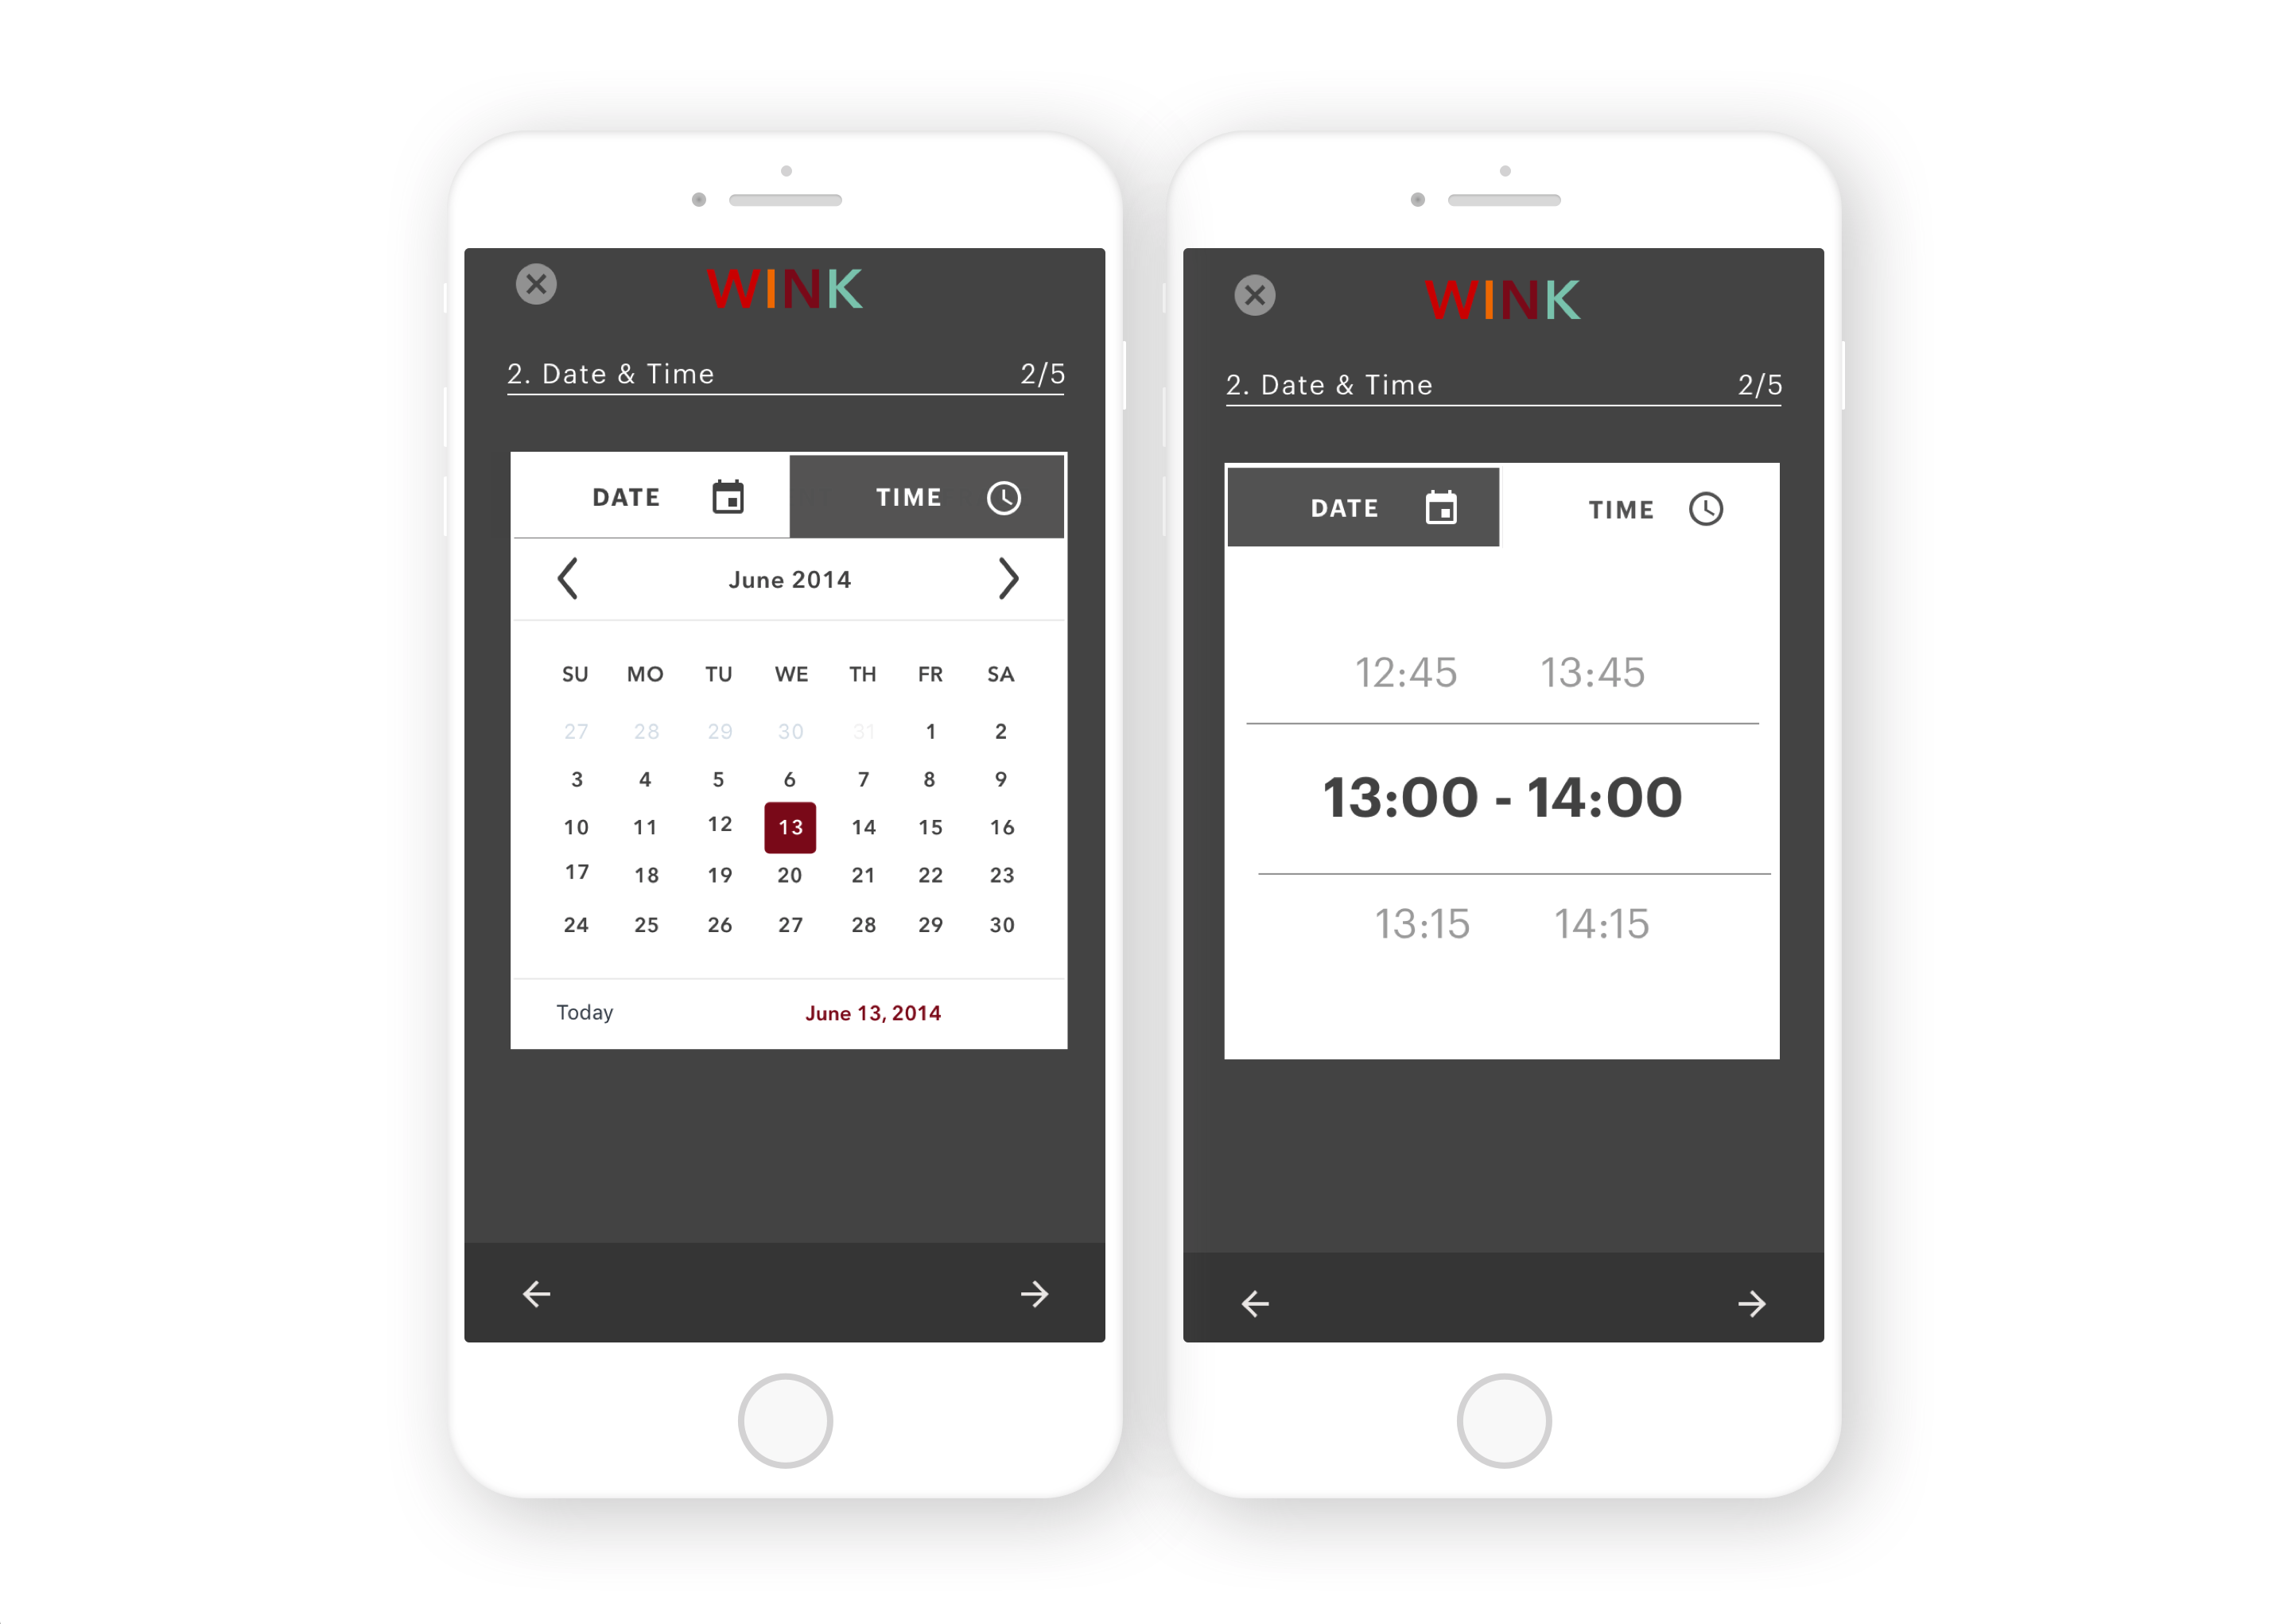 WINK
2. Date & Time 2/5
DATE TIME
June 2014
SU MO TU WE TH FR SA
27 28 29 30 31 1 2
3 4 5 6 7 8 9
10 11 12 13 14 15 16
17 18 19 20 21 22 23
24 25 26 27 28 29 30
Today June 13, 2014
WINK
2. Date & Time 2/5
DATE TIME
12:45 13:45
13:00 - 14:00
13:15 14:15